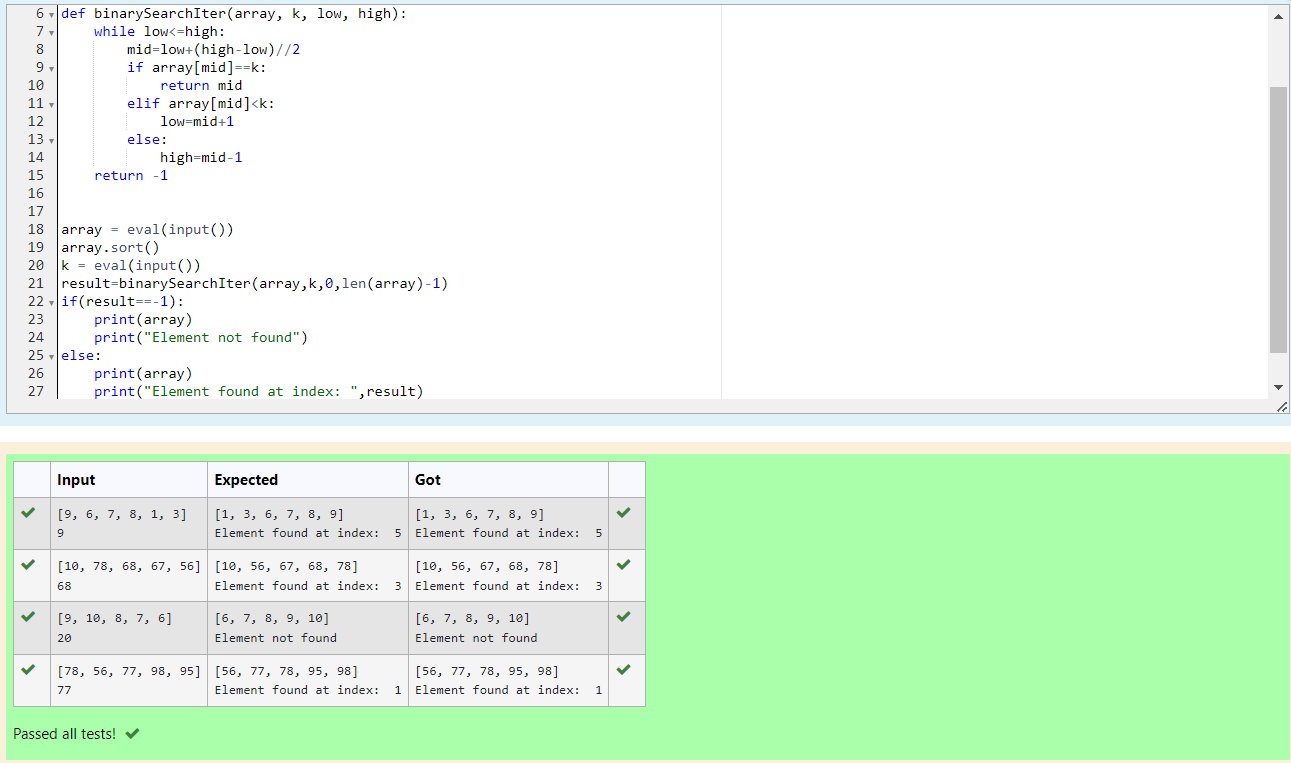 6 def binarySearchIter(array, k, low, high):
7     while low<=high:
8         mid=low+(high-low)//2
9         if array[mid]==k:
10             return mid
11         elif array[mid]<k:
12             low=mid+1
13         else:
14             high=mid-1
15     return -1
16
17
18 array = eval(input())
19 array.sort()
20 k = eval(input())
21 result=binarySearchIter(array,k,0,len(array)-1)
22 if(result==-1):
23     print(array)
24     print("Element not found")
25 else:
26     print(array)
27     print("Element found at index: ",result)
Input Expected Got
[9, 6, 7, 8, 1, 3] [1, 3, 6, 7, 8, 9] [1, 3, 6, 7, 8, 9]
9 Element found at index:  5 Element found at index:  5
[10, 78, 68, 67, 56] [10, 56, 67, 68, 78] [10, 56, 67, 68, 78]
68 Element found at index:  3 Element found at index:  3
[9, 10, 8, 7, 6] [6, 7, 8, 9, 10] [6, 7, 8, 9, 10]
20 Element not found Element not found
[78, 56, 77, 98, 95] [56, 77, 78, 95, 98] [56, 77, 78, 95, 98]
77 Element found at index:  1 Element found at index:  1
Passed all tests!